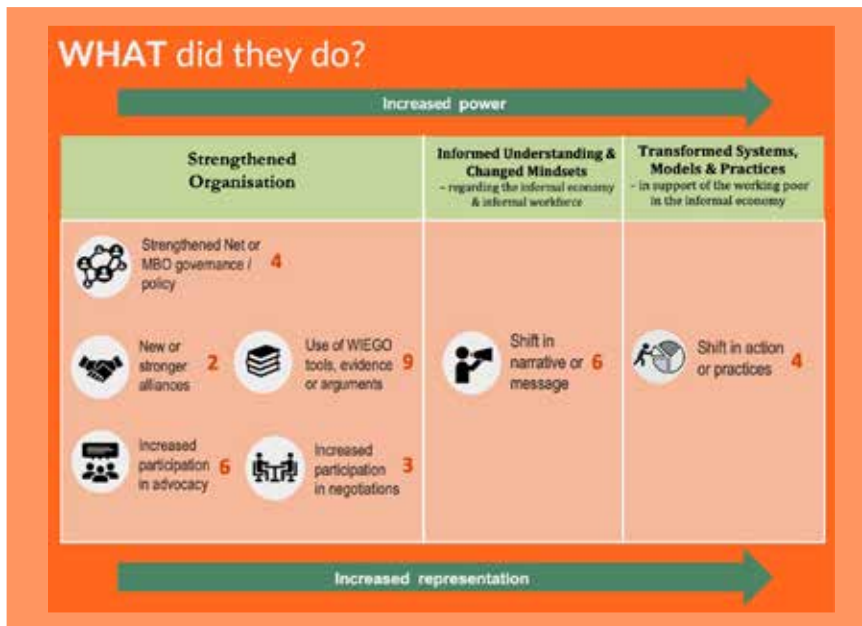 WHAT did they do?
Increased power
Strengthened
Organisation
Informed Understanding &
Changed Mindsets
- regarding the informal economy
& informal workforce
Transformed Systems,
Models & Practices
- in support of the working poor
in the informal economy
Strengthened Net or
MBO governance /
policy
4
New or
stronger
alliances
2
Use of WIEGO
tools, evidence
or arguments
9
Increased
participation
in advocacy
6
Increased
participation
in negotiations
3
Shift in
narrative or
message
6
Shift in action
or practices
4
Increased representation